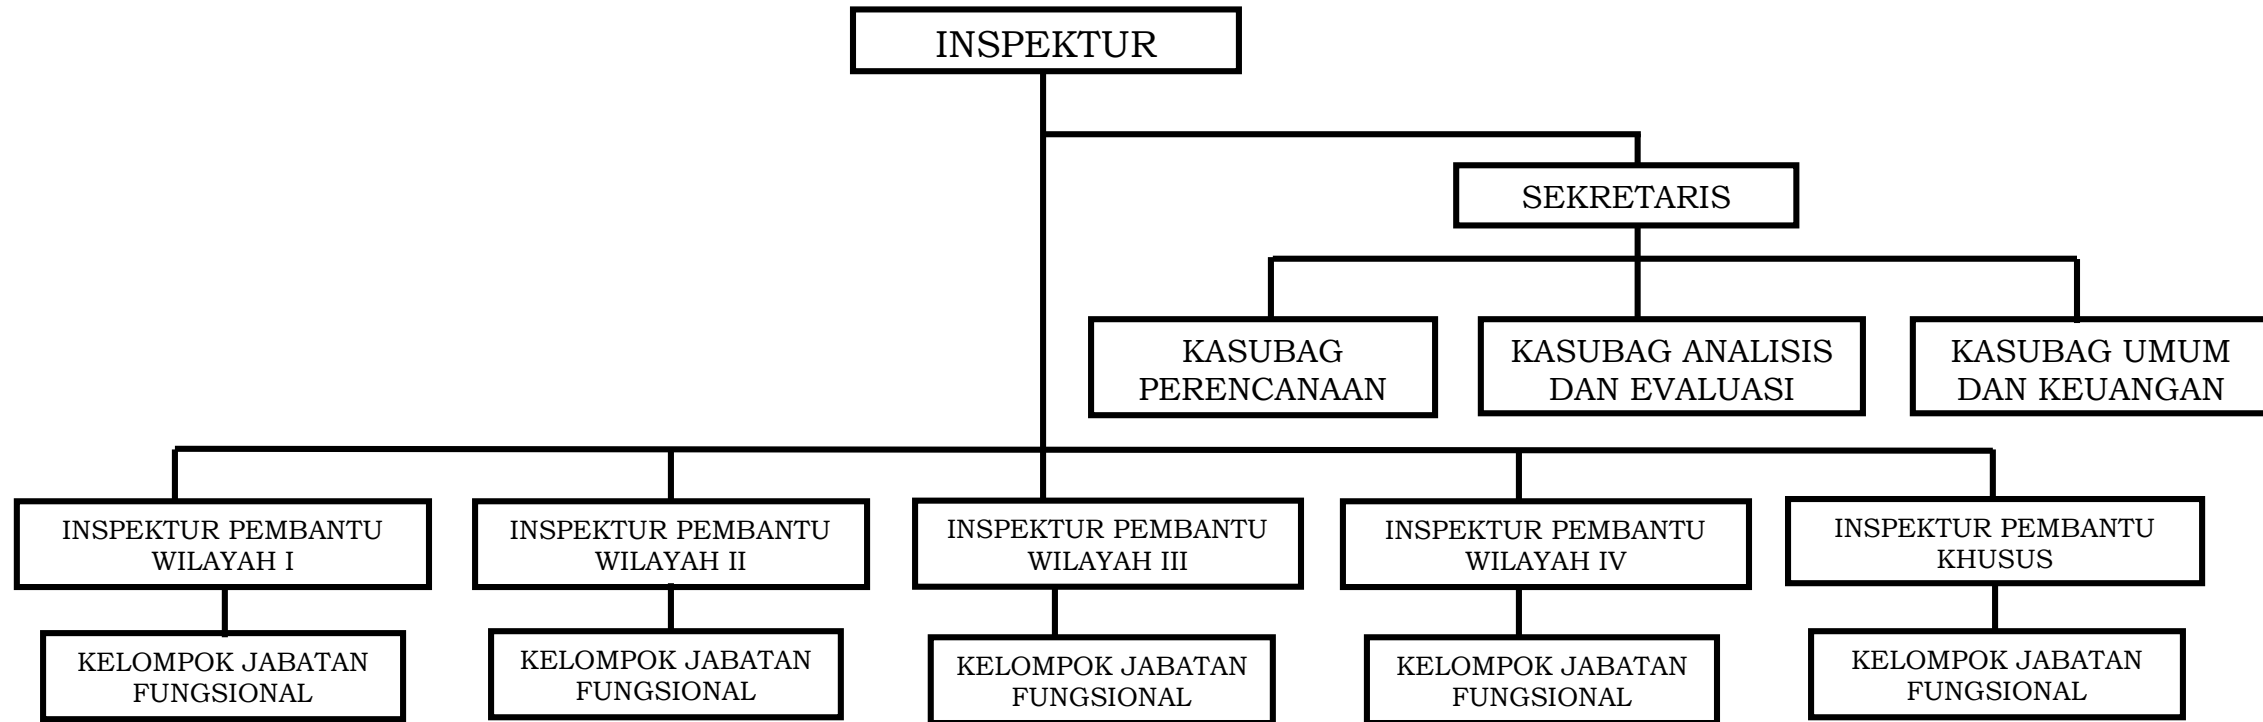 INSPEKTUR
SEKRETARIS
KASUBAG
PERENCANAAN
KASUBAG ANALISIS
DAN EVALUASI
KASUBAG UMUM
DAN KEUANGAN
INSPEKTUR PEMBANTU
WILAYAH I
INSPEKTUR PEMBANTU
WILAYAH II
INSPEKTUR PEMBANTU
WILAYAH III
INSPEKTUR PEMBANTU
WILAYAH IV
INSPEKTUR PEMBANTU
KHUSUS
KELOMPOK JABATAN
FUNGSIONAL
KELOMPOK JABATAN
FUNGSIONAL
KELOMPOK JABATAN
FUNGSIONAL
KELOMPOK JABATAN
FUNGSIONAL
KELOMPOK JABATAN
FUNGSIONAL